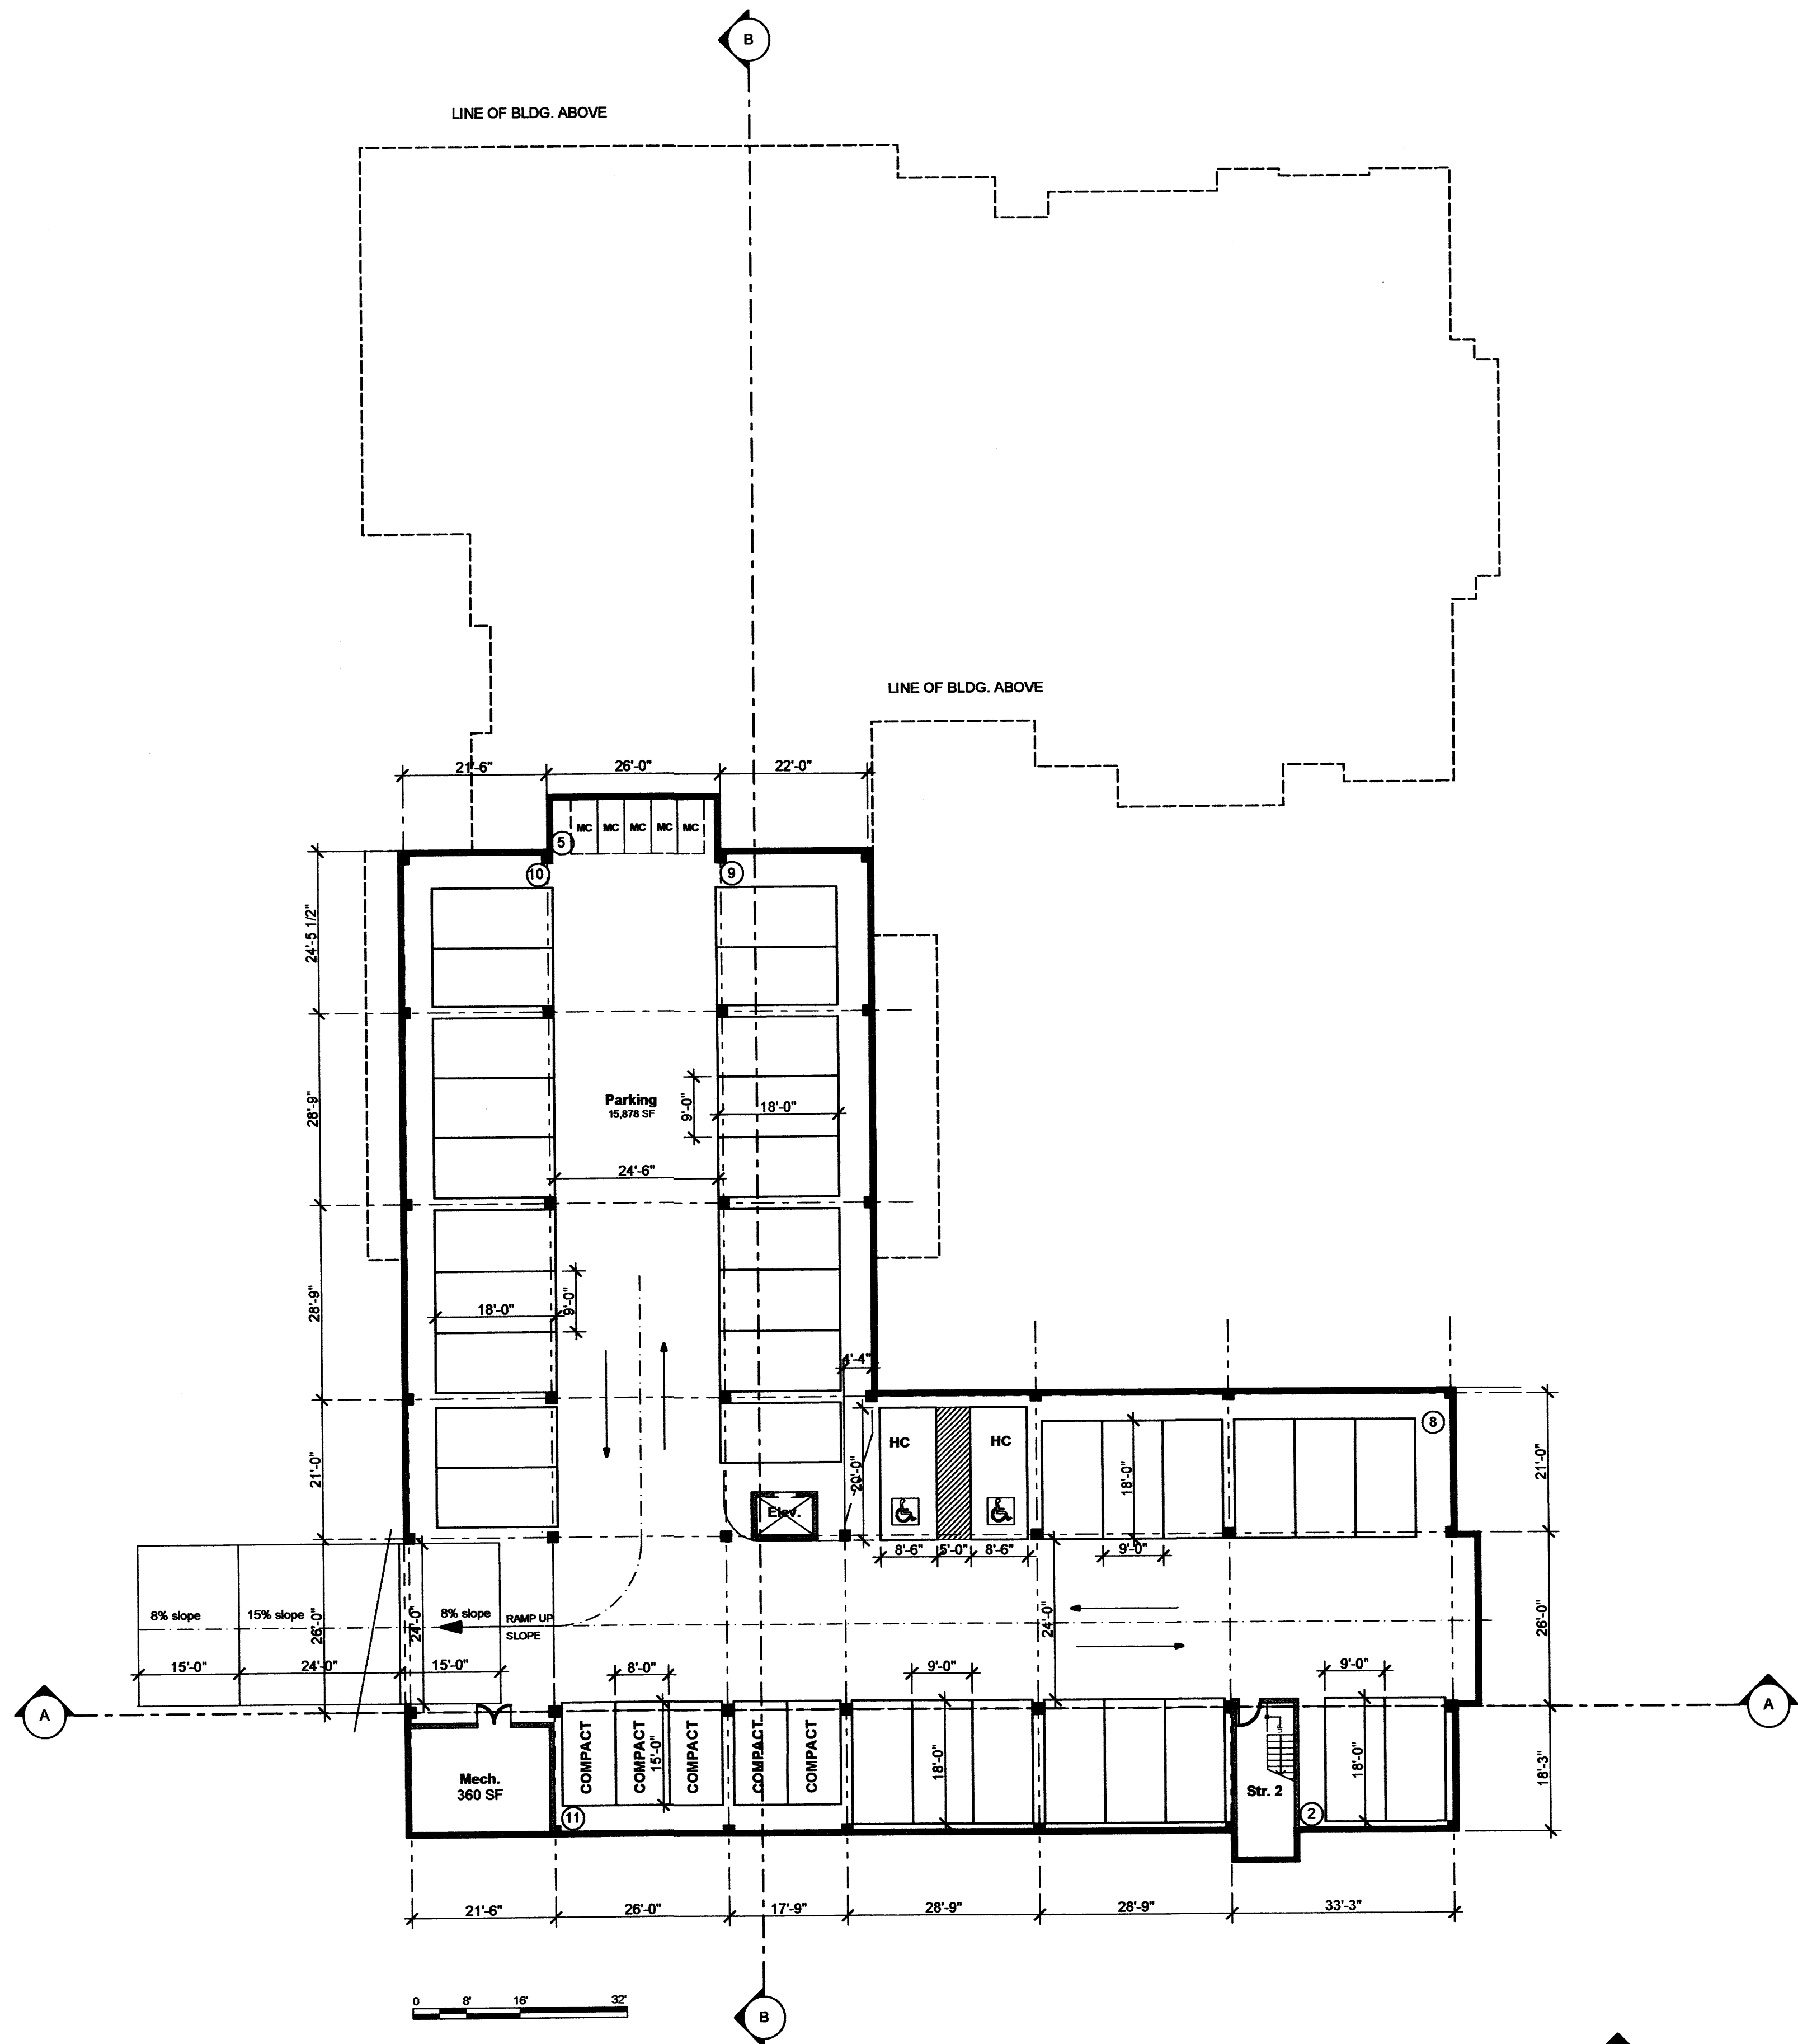 B
LINE OF BLDG. ABOVE
LINE OF BLDG. ABOVE
21'-6"
26'-0"
22'-0"
MC MC MC MC MC
5
10
9
24'-5 1/2"
28'-9"
Parking
15,878 SF
9'-0"
18'-0"
24'-6"
28'-9"
18'-0"
9'-0"
4'-4"
21'-0"
HC
HC
20'-0"
18'-0"
8
21'-0"
Elev.
8'-6"
5'-0"
8'-6"
9'-0"
8% slope
15% slope
26'-0"
24'-0"
8% slope
RAMP UP
SLOPE
24'-0"
26'-0"
15'-0"
24'-0"
15'-0"
8'-0"
9'-0"
9'-0"
A
A
COMPACT
COMPACT
15'-0"
COMPACT
COMPACT
COMPACT
18'-0"
UP
18'-0"
18'-3"
Mech.
360 SF
Str. 2
11
2
21'-6"
26'-0"
17'-9"
28'-9"
28'-9"
33'-3"
0 8' 16' 32'
B